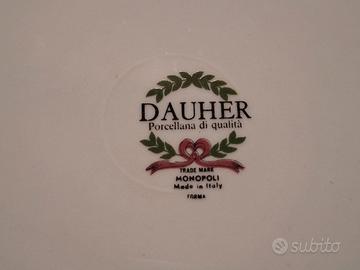 DAUHER
Porcellana di qualità
TRADE MARK
MONOPOLI
Made in Italy
FORMA
subito